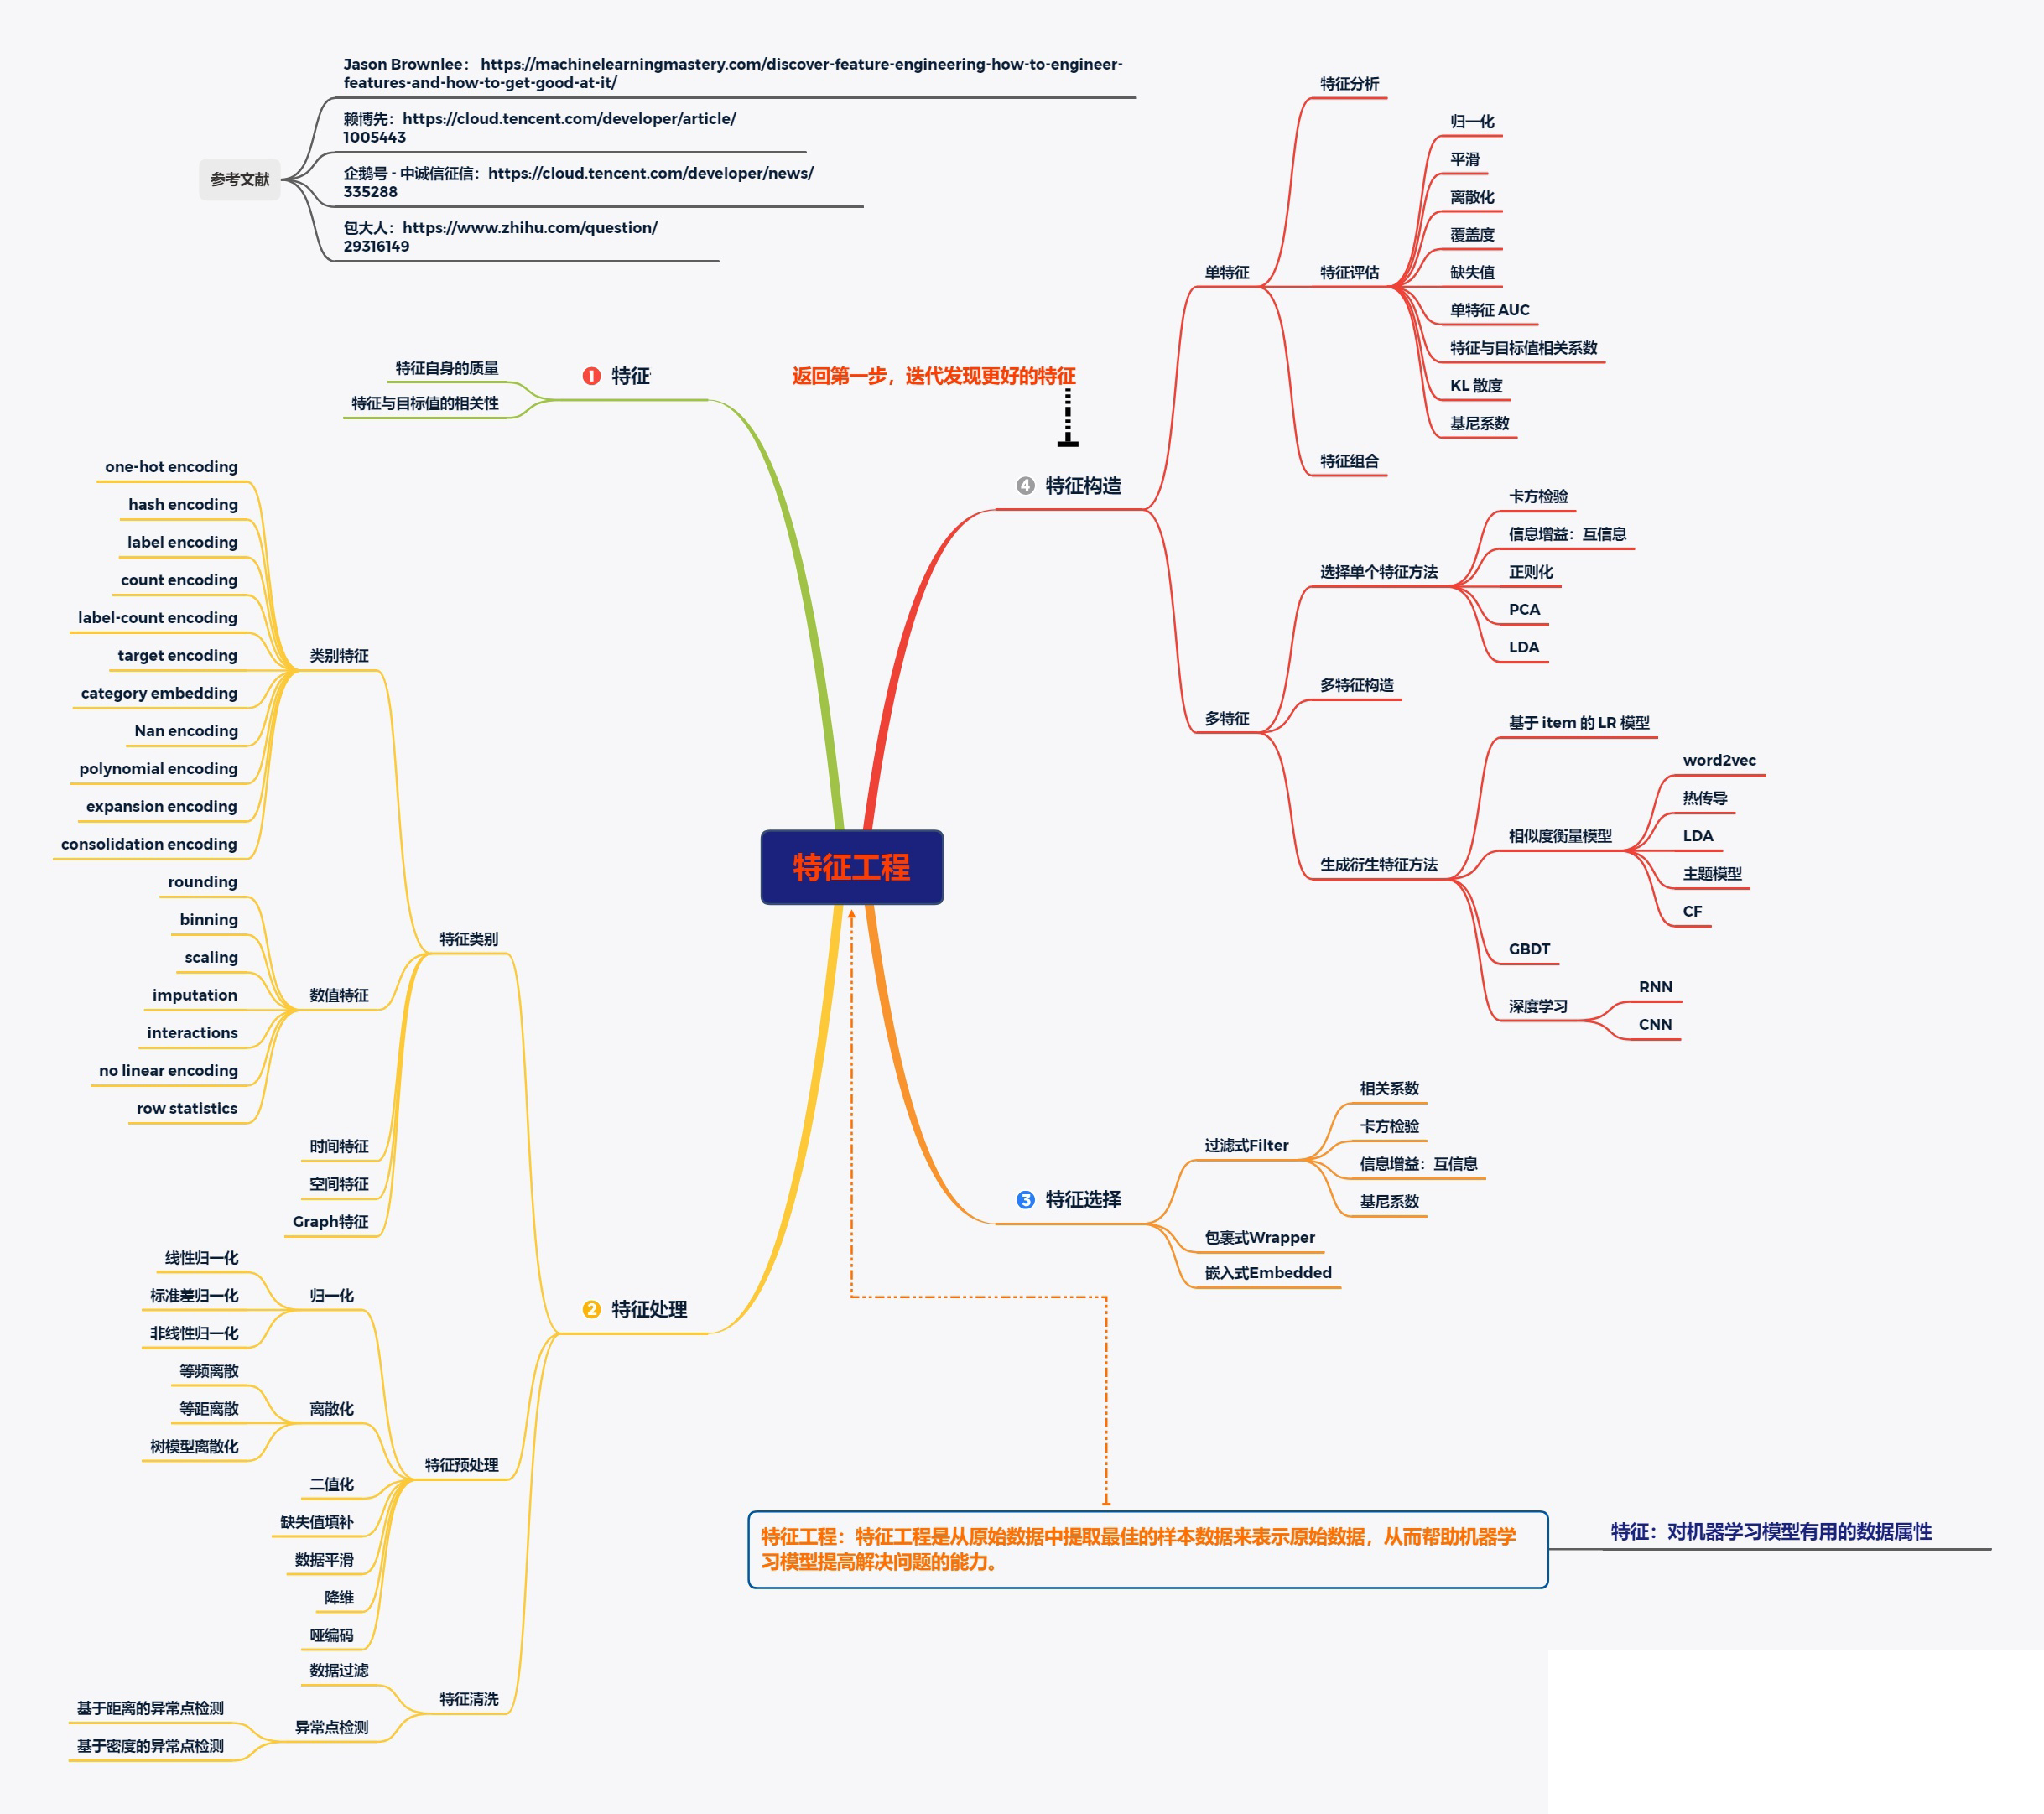 Jason Brownlee： https://machinelearningmastery.com/discover-feature-engineering-how-to-engineer-
features-and-how-to-get-good-at-it/
赖博先：https://cloud.tencent.com/developer/article/
1005443
参考文献
企鹅号 - 中诚信征信：https://cloud.tencent.com/developer/news/
335288
包大人：https://www.zhihu.com/question/
29316149
1 特征
特征自身的质量
特征与目标值的相关性
返回第一步，迭代发现更好的特征
4 特征构造
单特征
特征分析
特征评估
归一化
平滑
离散化
覆盖度
缺失值
单特征 AUC
特征与目标值相关系数
KL 散度
基尼系数
特征组合
多特征
选择单个特征方法
卡方检验
信息增益：互信息
正则化
PCA
LDA
多特征构造
生成衍生特征方法
基于 item 的 LR 模型
相似度衡量模型
word2vec
热传导
LDA
主题模型
CF
GBDT
深度学习
RNN
CNN
特征工程
2 特征处理
特征类别
类别特征
one-hot encoding
hash encoding
label encoding
count encoding
label-count encoding
target encoding
category embedding
Nan encoding
polynomial encoding
expansion encoding
consolidation encoding
数值特征
rounding
binning
scaling
imputation
interactions
no linear encoding
row statistics
时间特征
空间特征
Graph特征
特征预处理
归一化
线性归一化
标准差归一化
非线性归一化
离散化
等频离散
等距离散
树模型离散化
二值化
缺失值填补
数据平滑
降维
哑编码
特征清洗
数据过滤
异常点检测
基于距离的异常点检测
基于密度的异常点检测
3 特征选择
过滤式Filter
相关系数
卡方检验
信息增益：互信息
基尼系数
包裹式Wrapper
嵌入式Embedded
特征工程：特征工程是从原始数据中提取最佳的样本数据来表示原始数据，从而帮助机器学
习模型提高解决问题的能力。
特征：对机器学习模型有用的数据属性